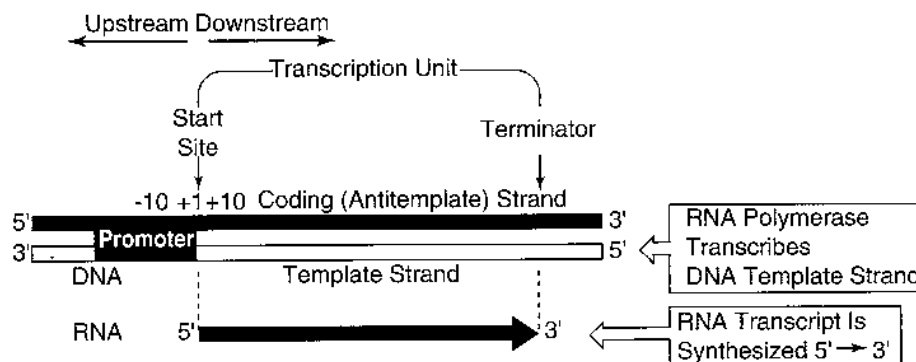 Upstream Downstream
Transcription Unit
Start
Site
Terminator
-10 +1 +10 Coding (Antitemplate) Strand
5' 3'
Promoter
3' 5'
DNA Template Strand
RNA 5' 3'
RNA Polymerase
Transcribes
DNA Template Strand
RNA Transcript Is
Synthesized 5' → 3'